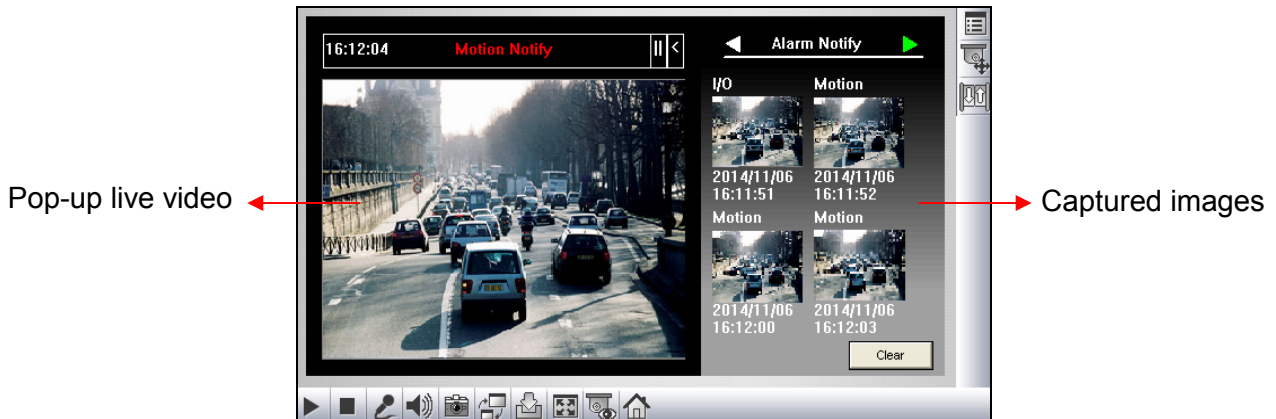 16:12:04 Motion Notify
Alarm Notify
I/O Motion
2014/11/06 2014/11/06
16:11:51 16:11:52
Motion Motion
2014/11/06 2014/11/06
16:12:00 16:12:03
Clear
Pop-up live video
Captured images